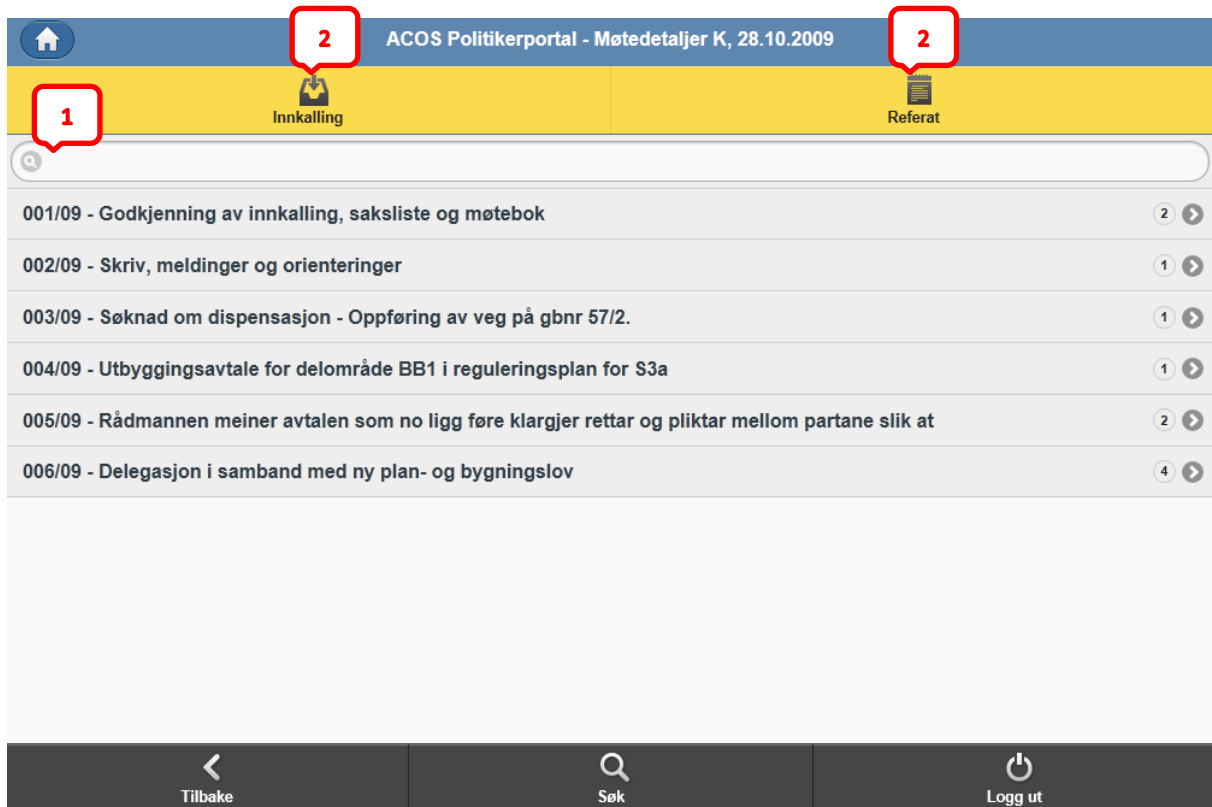 2
ACOS Politikerportal - Møtedetaljer K, 28.10.2009
2
1
Innkalling
Referat
001/09 - Godkjenning av innkalling, saksliste og møtebok
2
002/09 - Skriv, meldinger og orienteringer
1
003/09 - Søknad om dispensasjon - Oppføring av veg på gbnr 57/2.
1
004/09 - Utbyggingsavtale for delområde BB1 i reguleringsplan for S3a
1
005/09 - Rådmannen meiner avtalen som no ligg føre klargjer rettar og pliktar mellom partane slik at
2
006/09 - Delegasjon i samband med ny plan- og bygningslov
4
Tilbake
Søk
Logg ut